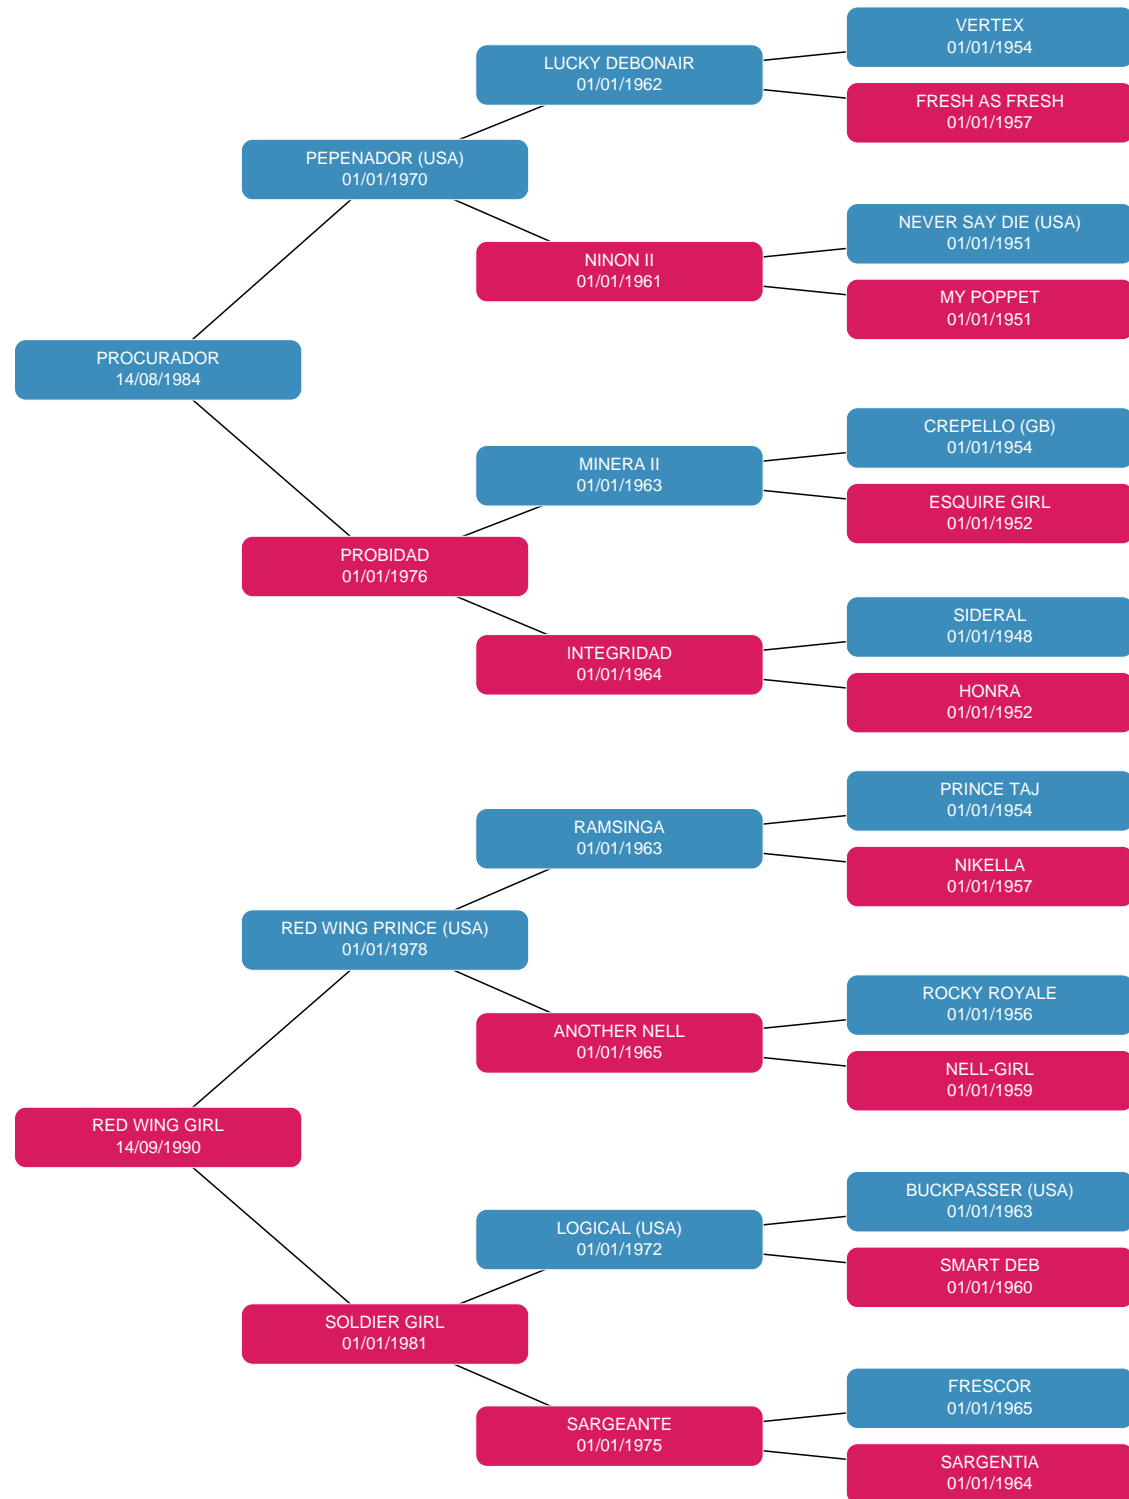 VERTEX
01/01/1954
LUCKY DEBONAIR
01/01/1962
FRESH AS FRESH
01/01/1957
PEPENADOR (USA)
01/01/1970
NEVER SAY DIE (USA)
01/01/1951
NINON II
01/01/1961
MY POPPET
01/01/1951
PROCURADOR
14/08/1984
CREPELLO (GB)
01/01/1954
MINERA II
01/01/1963
ESQUIRE GIRL
01/01/1952
PROBIDAD
01/01/1976
SIDERAL
01/01/1948
INTEGRIDAD
01/01/1964
HONRA
01/01/1952
PRINCE TAJ
01/01/1954
RAMSINGA
01/01/1963
NIKELLA
01/01/1957
RED WING PRINCE (USA)
01/01/1978
ROCKY ROYALE
01/01/1956
ANOTHER NELL
01/01/1965
NELL-GIRL
01/01/1959
RED WING GIRL
14/09/1990
BUCKPASSER (USA)
01/01/1963
LOGICAL (USA)
01/01/1972
SMART DEB
01/01/1960
SOLDIER GIRL
01/01/1981
FRESCOR
01/01/1965
SARGEANTE
01/01/1975
SARGENTIA
01/01/1964